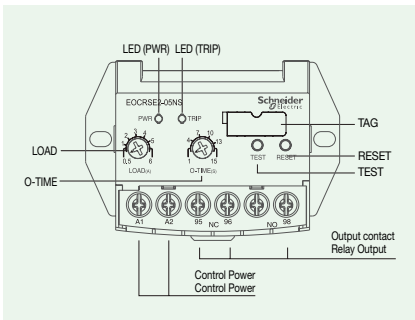 LED (PWR) LED (TRIP)
EOCRSE2-05NS
Schneider
Electric
PWR TRIP
TAG
LOAD
0.5 1 2 3 4 5 6
LOAD(A)
1 4 7 10 13 15
O-TIME(S)
TEST RESET
RESET
TEST
O-TIME
A1 A2 95 NC 96 NO 98
Output contact
Relay Output
Control Power
Control Power